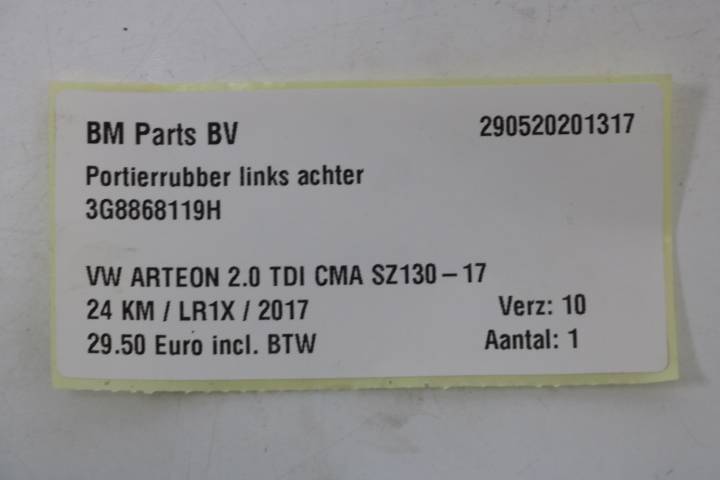 BM Parts BV 290520201317
Portierrubber links achter
3G8868119H
VW ARTEON 2.0 TDI CMA SZ130 – 17
24 KM / LR1X / 2017 Verz: 10
29.50 Euro incl. BTW Aantal: 1